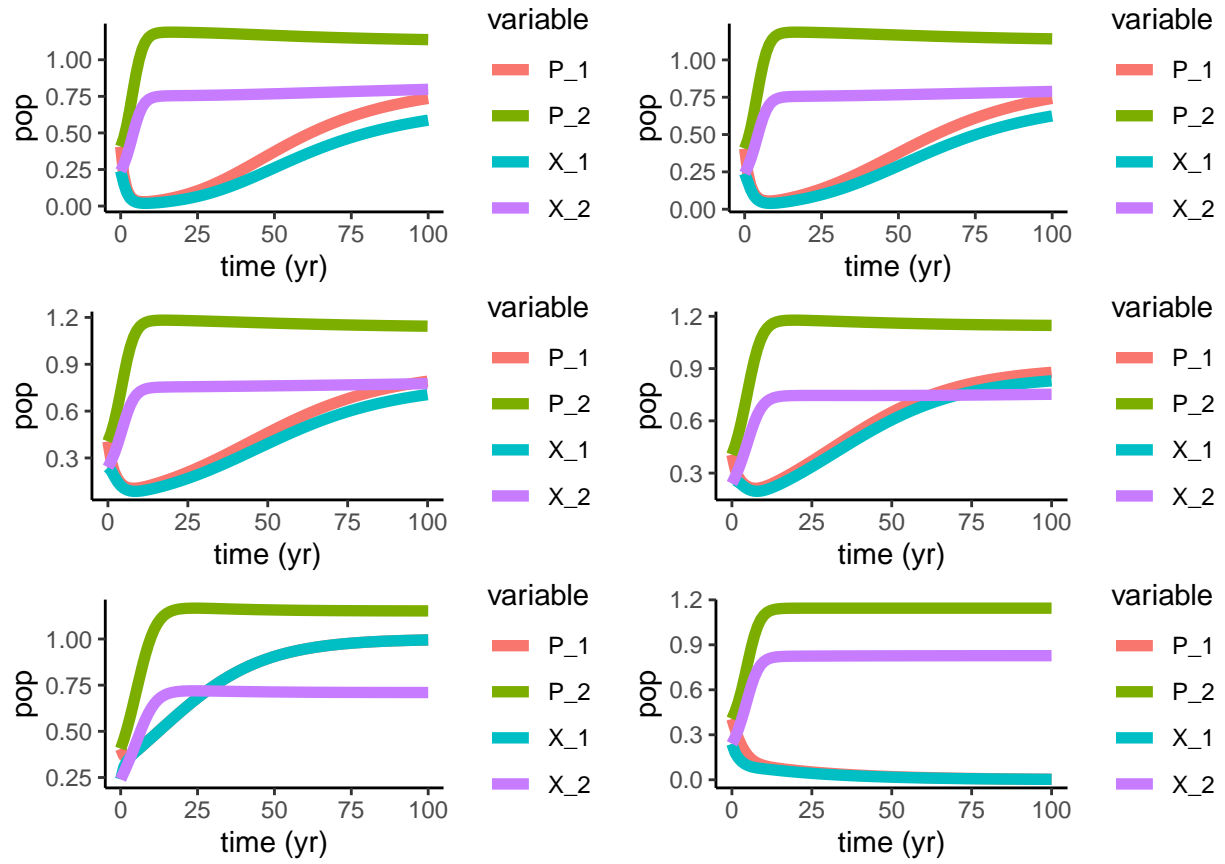 variable
P_1
P_2
X_1
X_2
1.00
0.75
0.50
0.25
0.00
pop
0 25 50 75 100
time (yr)
variable
P_1
P_2
X_1
X_2
1.00
0.75
0.50
0.25
0.00
pop
0 25 50 75 100
time (yr)
variable
P_1
P_2
X_1
X_2
1.2
0.9
0.6
0.3
pop
0 25 50 75 100
time (yr)
variable
P_1
P_2
X_1
X_2
1.2
0.9
0.6
0.3
pop
0 25 50 75 100
time (yr)
variable
P_1
P_2
X_1
X_2
1.00
0.75
0.50
0.25
pop
0 25 50 75 100
time (yr)
variable
P_1
P_2
X_1
X_2
1.2
0.9
0.6
0.3
0.0
pop
0 25 50 75 100
time (yr)